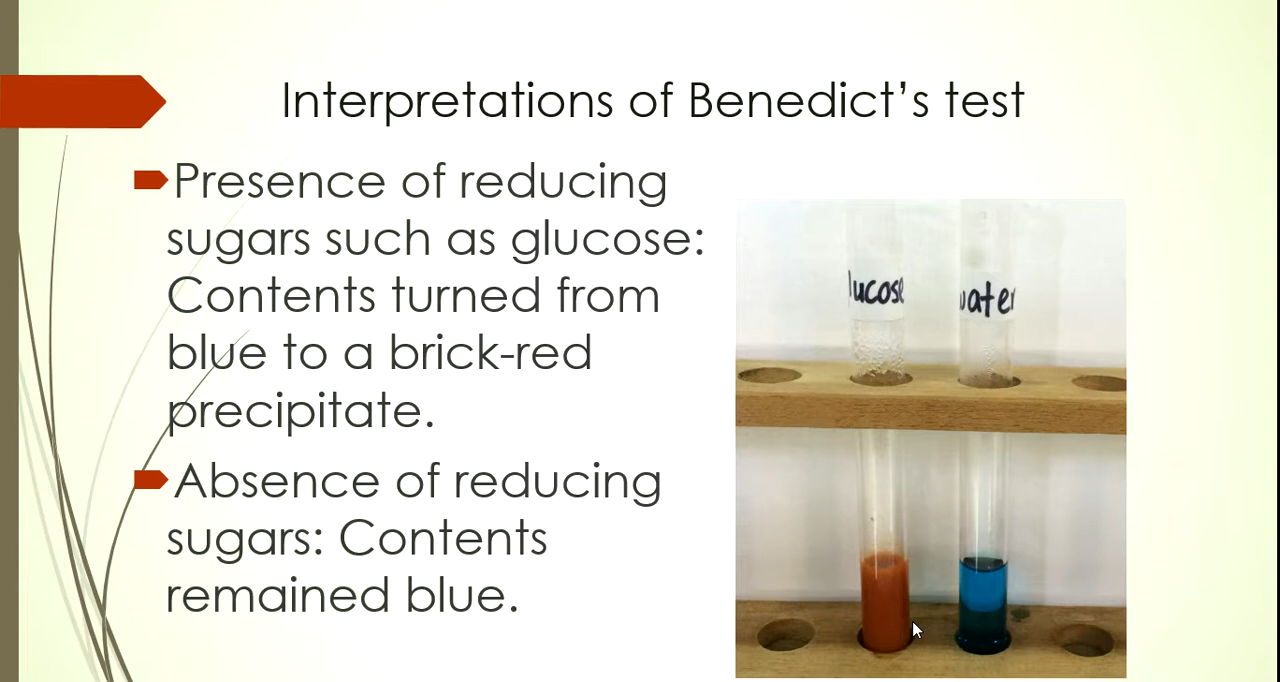 Interpretations of Benedict’s test
Presence of reducing
sugars such as glucose:
Contents turned from
blue to a brick-red
precipitate.
Absence of reducing
sugars: Contents
remained blue.
lucose
water